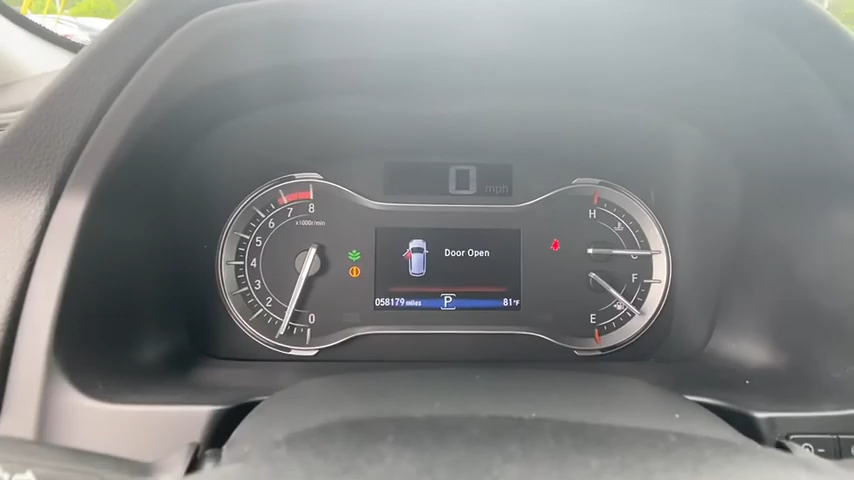 0 mph
8
7
6
x1000r/min
5
4
3
2
1
0
Door Open
058179 miles
P
81°F
H
C
F
E